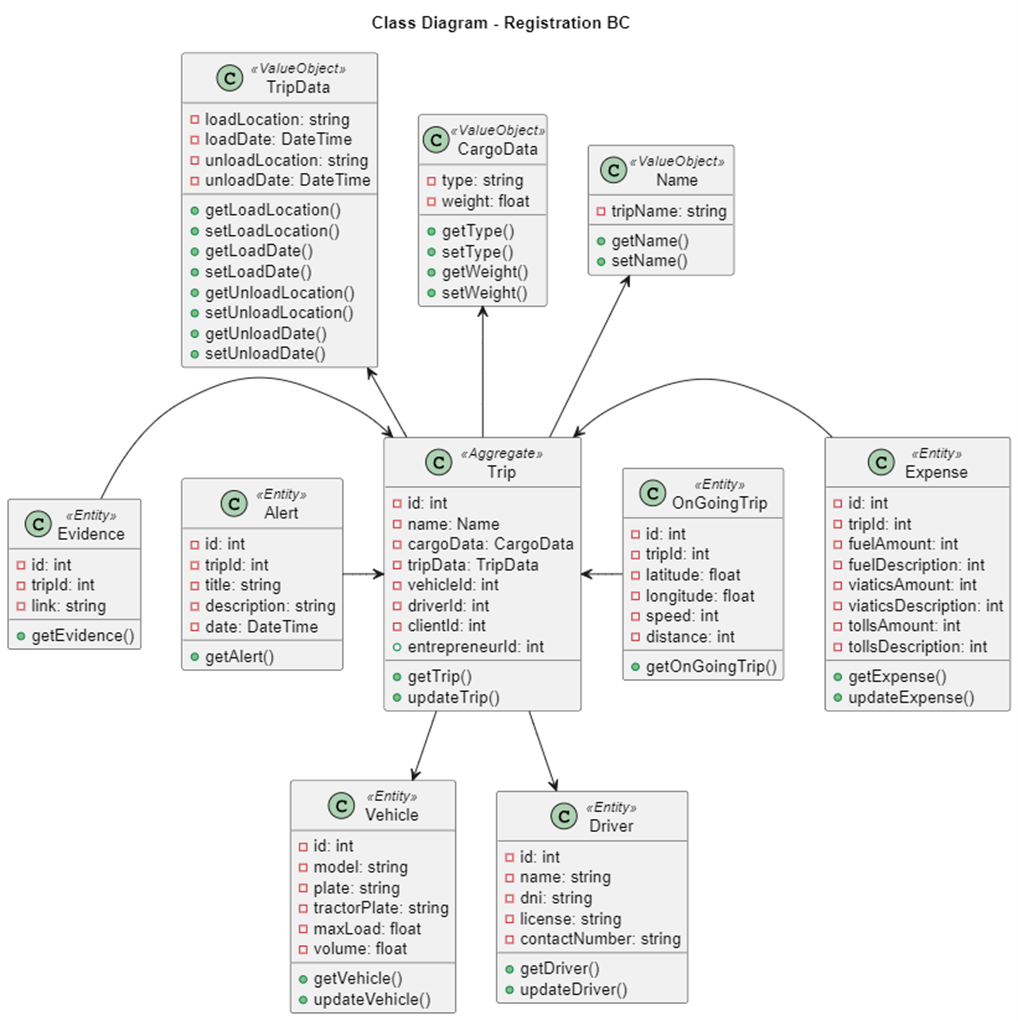 Class Diagram - Registration BC
C
«ValueObject»
TripData
loadLocation: string
loadDate: DateTime
unloadLocation: string
unloadDate: DateTime
getLoadLocation()
setLoadLocation()
getLoadDate()
setLoadDate()
getUnloadLocation()
setUnloadLocation()
getUnloadDate()
setUnloadDate()
C
«ValueObject»
CargoData
type: string
weight: float
getType()
setType()
getWeight()
setWeight()
C
«ValueObject»
Name
tripName: string
getName()
setName()
C
«Entity»
Evidence
id: int
tripId: int
link: string
getEvidence()
C
«Entity»
Alert
id: int
tripId: int
title: string
description: string
date: DateTime
getAlert()
C
«Aggregate»
Trip
id: int
name: Name
cargoData: CargoData
tripData: TripData
vehicleId: int
driverId: int
clientId: int
entrepreneurId: int
getTrip()
updateTrip()
C
«Entity»
OnGoingTrip
id: int
tripId: int
latitude: float
longitude: float
speed: int
distance: int
getOnGoingTrip()
C
«Entity»
Expense
id: int
tripId: int
fuelAmount: int
fuelDescription: int
viaticsAmount: int
viaticsDescription: int
tollsAmount: int
tollsDescription: int
getExpense()
updateExpense()
C
«Entity»
Vehicle
id: int
model: string
plate: string
tractorPlate: string
maxLoad: float
volume: float
getVehicle()
updateVehicle()
C
«Entity»
Driver
id: int
name: string
dni: string
license: string
contactNumber: string
getDriver()
updateDriver()